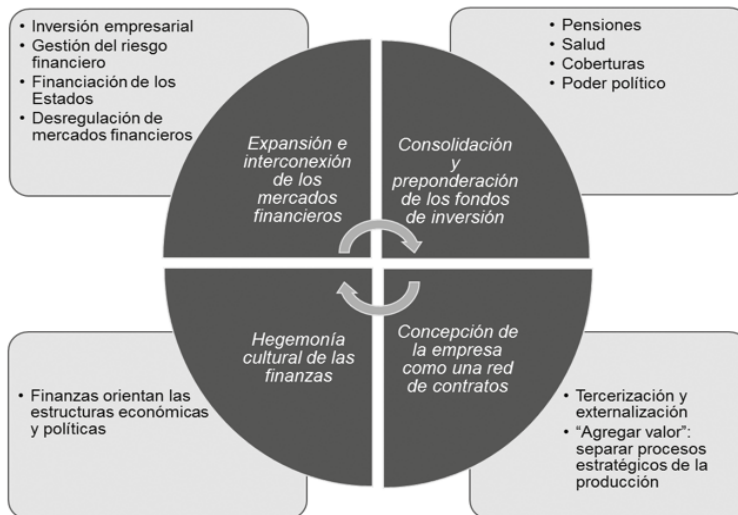 • Inversión empresarial
• Gestión del riesgo
financiero
• Financiación de los
Estados
• Desregulación de
mercados financieros
• Pensiones
• Salud
• Coberturas
• Poder político
Expansión e
interconexión
de los
mercados
financieros
Consolidación
y
preponderación
de los fondos
de inversión
Hegemonía
cultural de las
finanzas
Concepción de
la empresa
como una red
de contratos
• Finanzas orientan las
estructuras económicas
y políticas
• Tercerización y
externalización
• “Agregar valor”:
separar procesos
estratégicos de la
producción